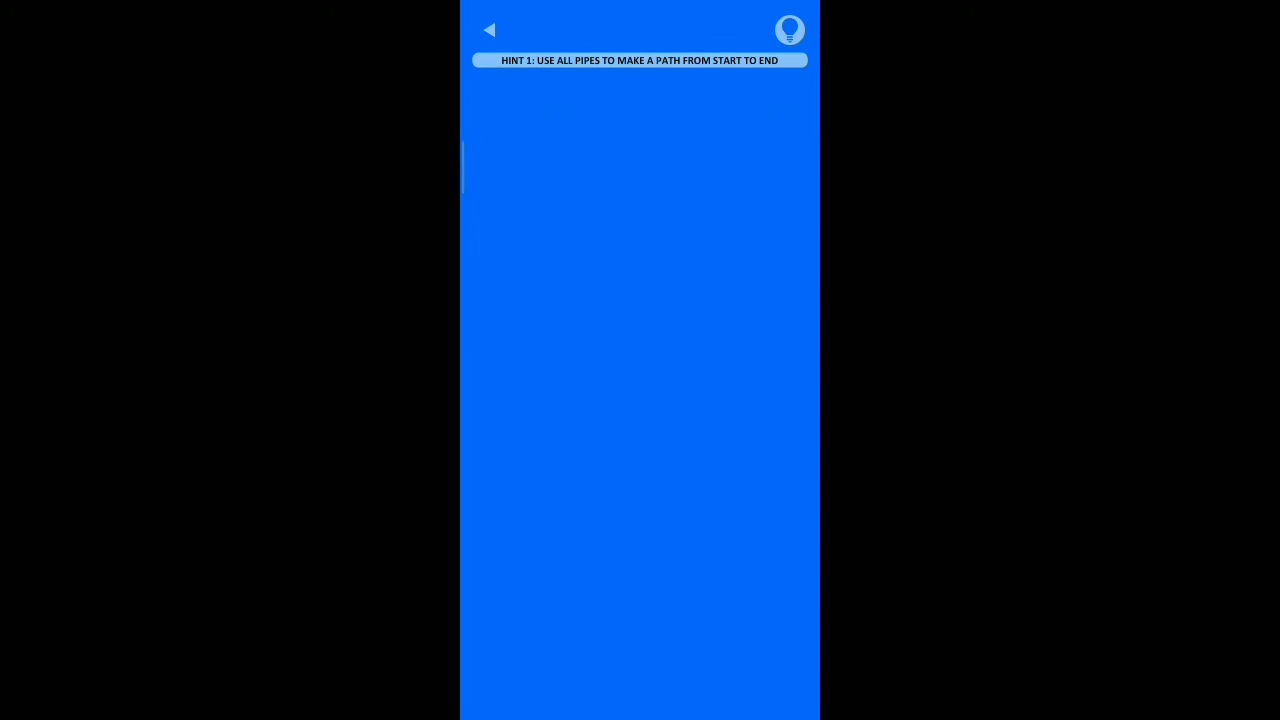 HINT 1: USE ALL PIPES TO MAKE A PATH FROM START TO END